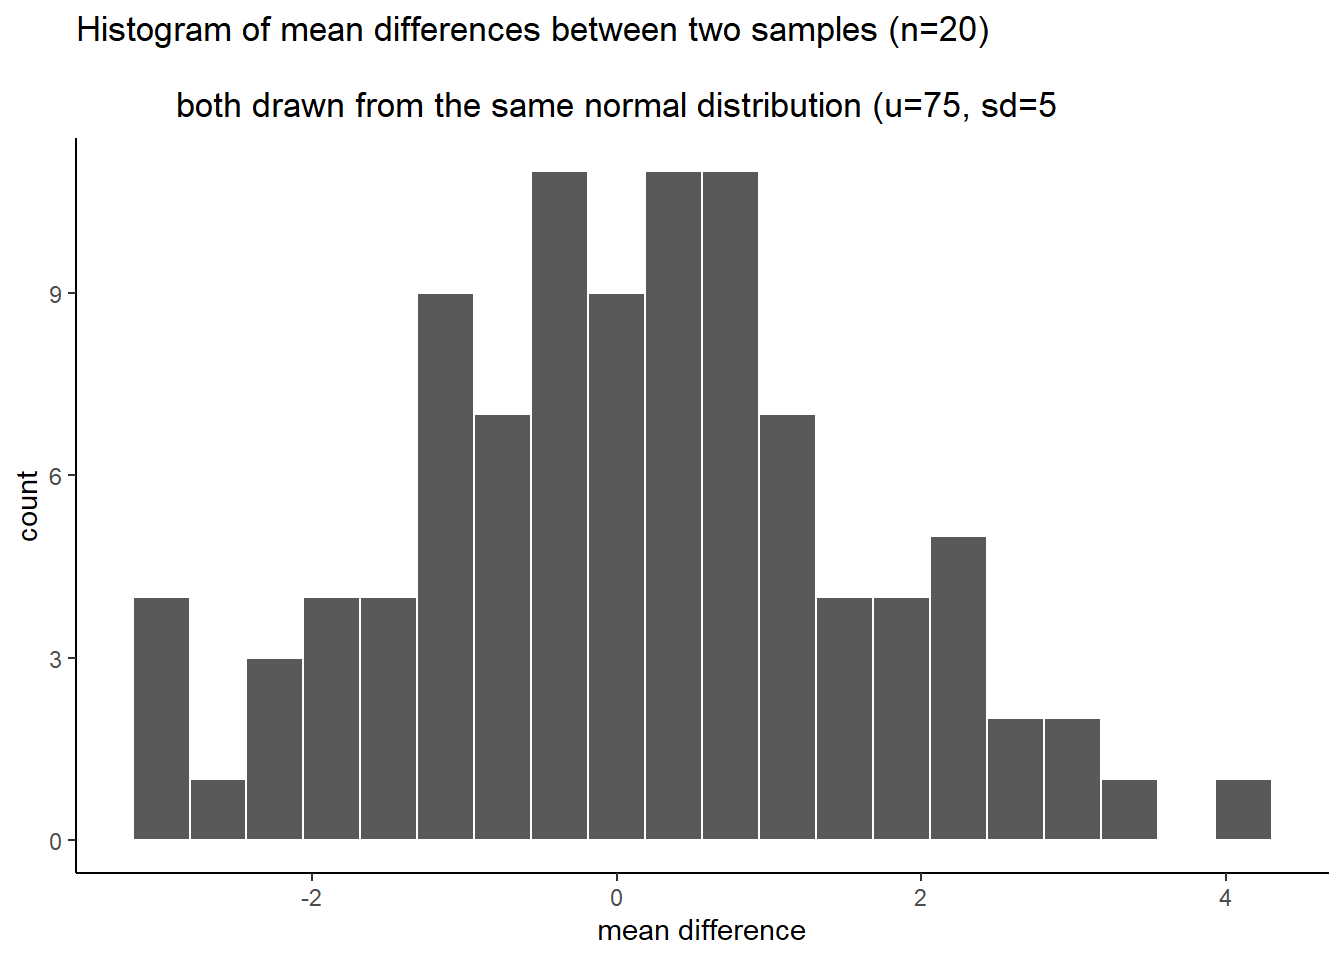 Histogram of mean differences between two samples (n=20)
both drawn from the same normal distribution (u=75, sd=5
count
9
6
3
0
-2
0
2
4
mean difference